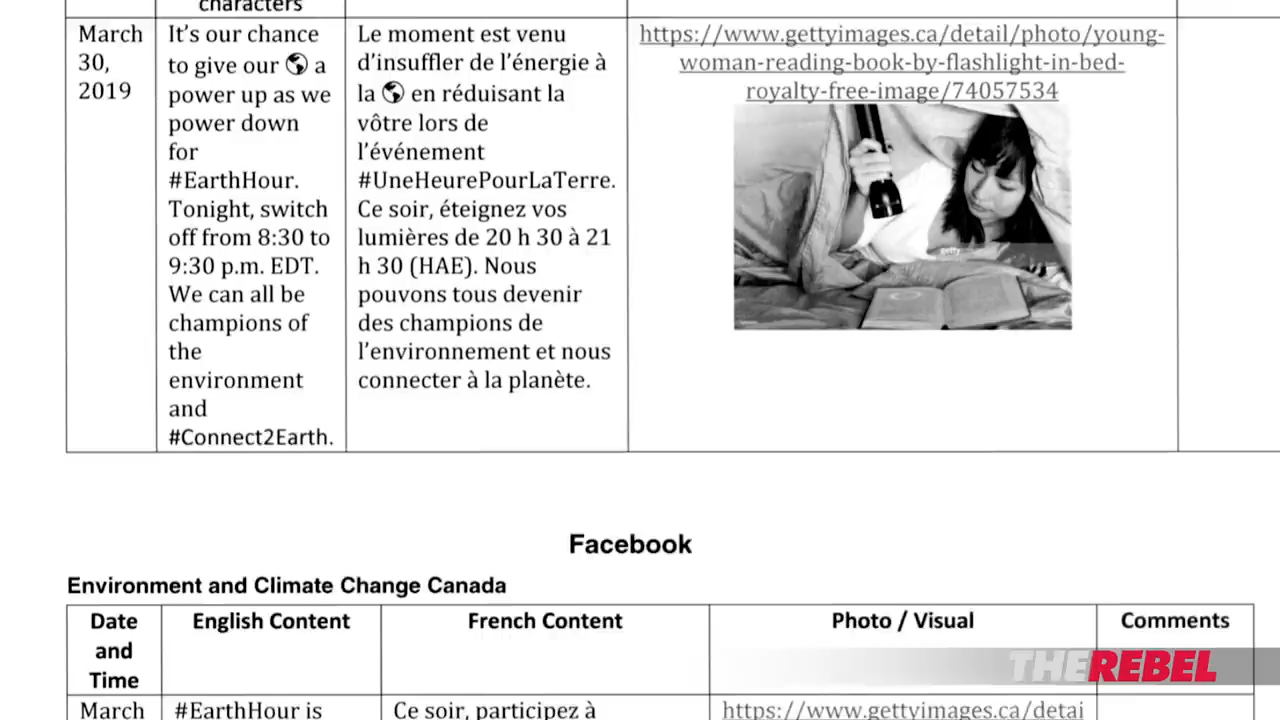 characters
March
30,
2019
It's our chance
to give our 🌎 a
power up as we
power down
for
#EarthHour.
Tonight, switch
off from 8:30 to
9:30 p.m. EDT.
We can all be
champions of
the
environment
and
#Connect2Earth.
Le moment est venu
d'insuffler de l'énergie à
la 🌎 en réduisant la
vôtre lors de
l'événement
#UneHeurePourLaTerre.
Ce soir, éteignez vos
lumières de 20 h 30 à 21
h 30 (HAE). Nous
pouvons tous devenir
des champions de
l'environnement et nous
connecter à la planète.
https://www.gettyimages.ca/detail/photo/young-
woman-reading-book-by-flashlight-in-bed-
royalty-free-image/74057534
getty
Facebook
Environment and Climate Change Canada
Date
and
Time
English Content
French Content
Photo / Visual
Comments
THEREBEL
March
#EarthHour is
Ce soir, participez à
https://www.gettyimages.ca/detai